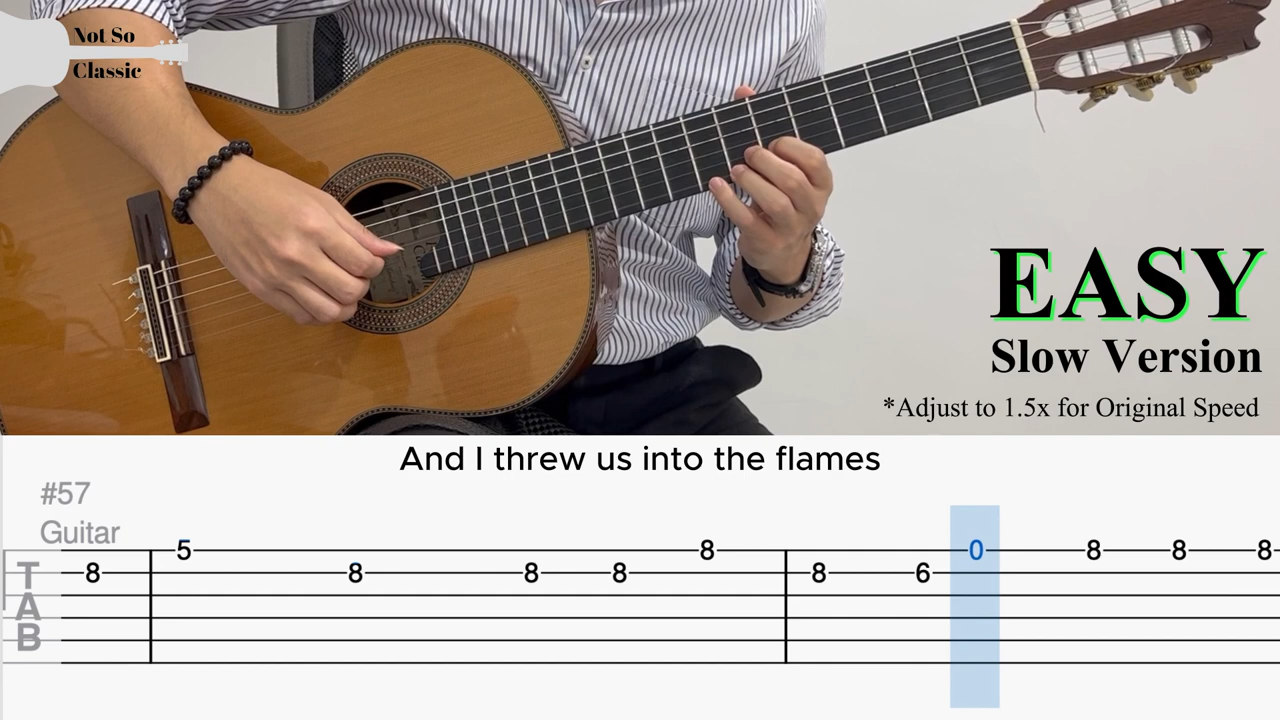 Not So
Classic
EASY
Slow Version
*Adjust to 1.5x for Original Speed
And I threw us into the flames
#57
Guitar
T
A
B
5 8 0 8 8 8
8 8 8 8 8 6